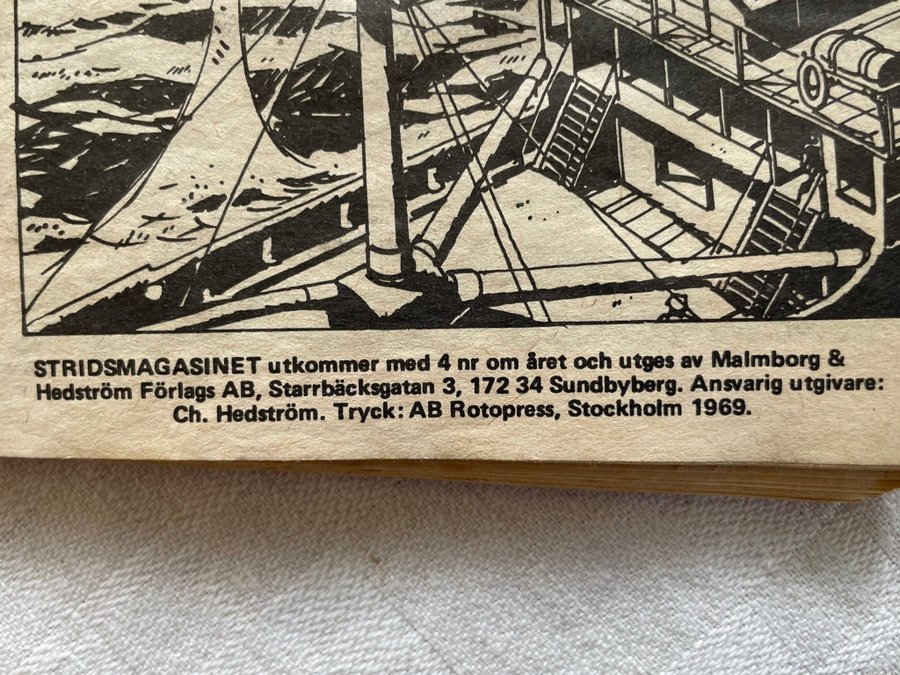 STRIDSMAGASINET utkommer med 4 nr om året och utges av Malmborg &
Hedström Förlags AB, Starrbäcksgatan 3, 172 34 Sundbyberg. Ansvarig utgivare:
Ch. Hedström. Tryck: AB Rotopress, Stockholm 1969.